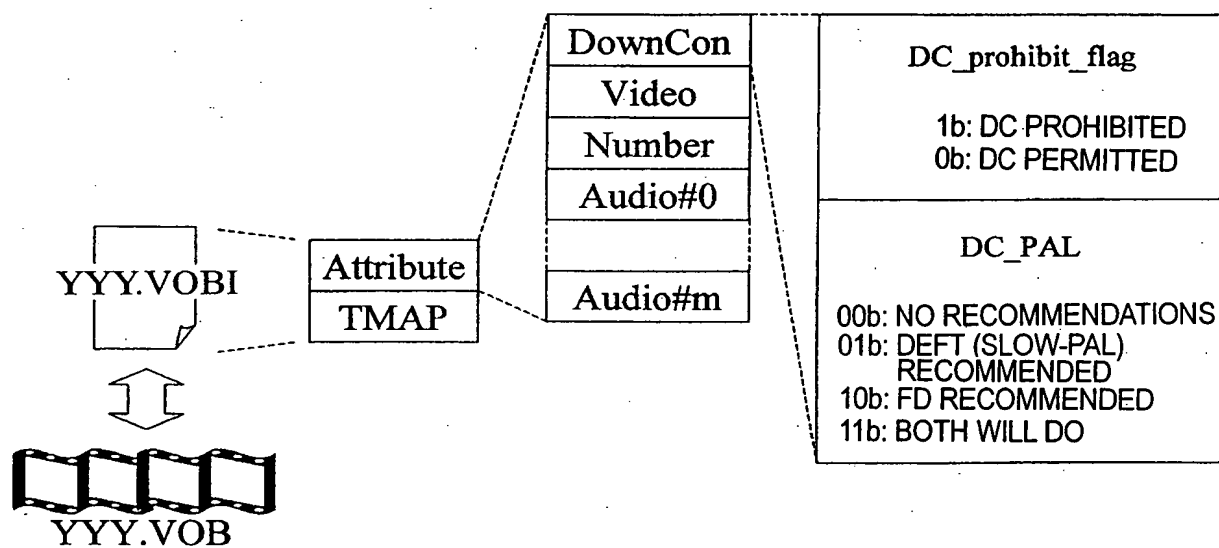 YYY.VOBI
YYY.VOB
Attribute
TMAP
DownCon
Video
Number
Audio#0
Audio#m
DC_prohibit_flag
1b: DC PROHIBITED
0b: DC PERMITTED
DC_PAL
00b: NO RECOMMENDATIONS
01b: DEFT (SLOW-PAL)
RECOMMENDED
10b: FD RECOMMENDED
11b: BOTH WILL DO